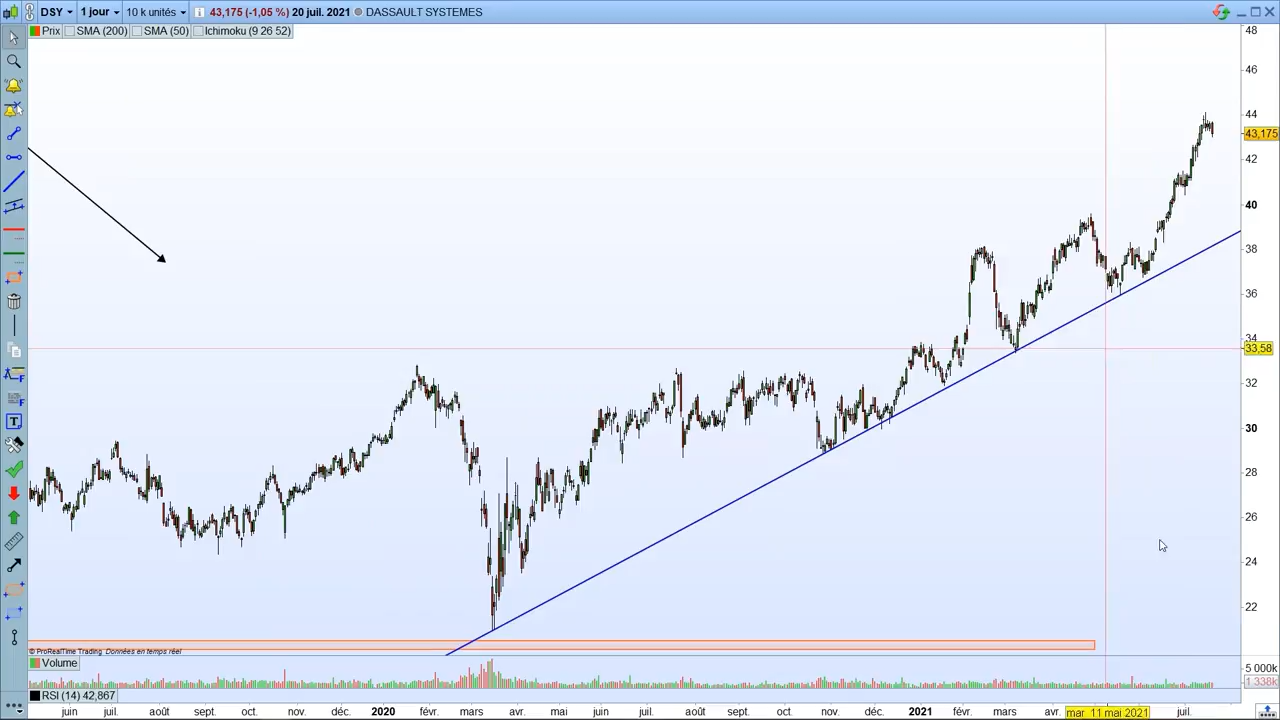 DSY 1 jour 10 k unités 43,175 (-1,05 %) 20 juil. 2021 DASSAULT SYSTEMES
Prix SMA (200) SMA (50) Ichimoku (9 26 52)
48
46
44
43,175
42
40
38
36
34
33,58
32
30
28
26
24
22
© ProRealTime Trading Données en temps réel
Volume
5 000k
1 338k
RSI (14) 42,867
juin juil. août sept. oct. nov. déc. 2020 févr. mars avr. mai juin juil. août sept. oct. nov. déc. 2021 févr. mars avr. mar. 11 mai 2021 juil.